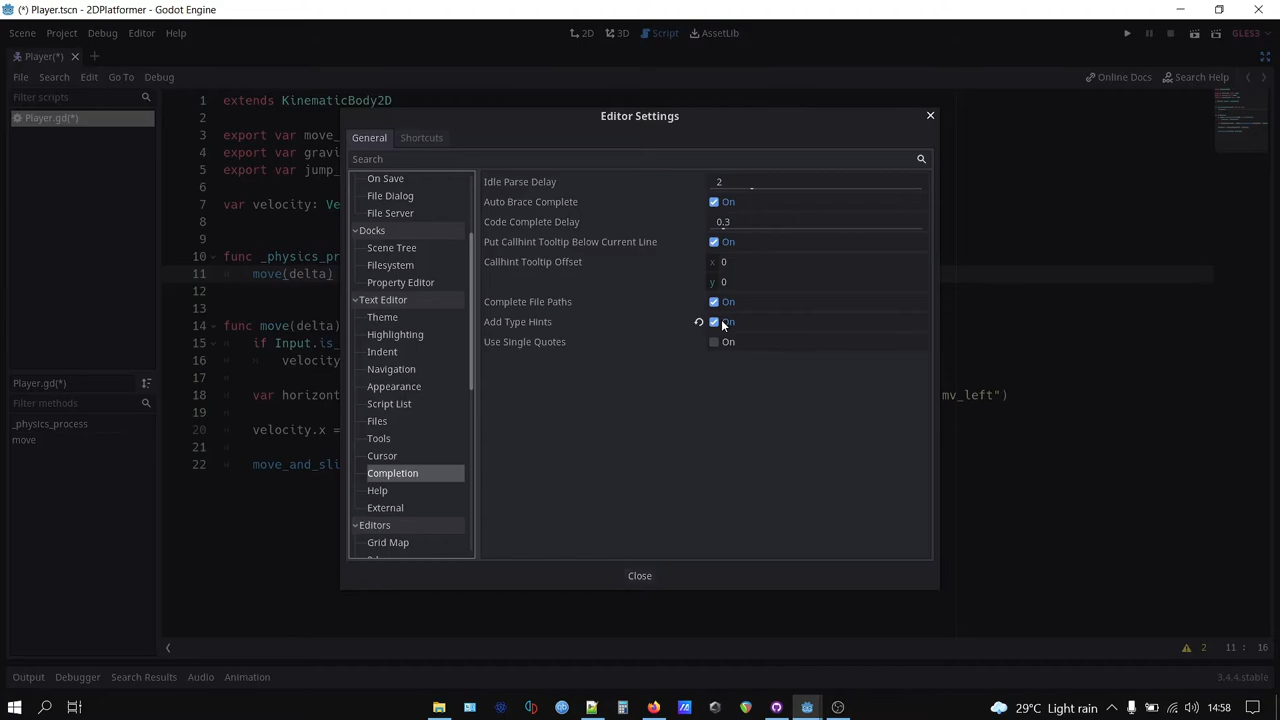 (*) Player.tscn - 2DPlatformer - Godot Engine
Scene Project Debug Editor Help
2D 3D Script AssetLib
GLES3
Player(*)
File Search Edit Go To Debug
Online Docs Search Help
Filter scripts
Player.gd(*)
Player.gd(*)
Filter methods
_physics_process
move
1 extends KinematicBody2D
2
3 export var move_
4 export var gravi
5 export var jump_
6
7 var velocity: Ve
8
9
10 func _physics_pr
11 move(delta)
12
13
14 func move(delta)
15 if Input.is_
16 velocity
17
18 var horizont mv_left")
19
20 velocity.x =
21
22 move_and_sli
Editor Settings
General Shortcuts
Search
On Save
File Dialog
File Server
Docks
Scene Tree
Filesystem
Property Editor
Text Editor
Theme
Highlighting
Indent
Navigation
Appearance
Script List
Files
Tools
Cursor
Completion
Help
External
Editors
Grid Map
Idle Parse Delay 2
Auto Brace Complete On
Code Complete Delay 0.3
Put Callhint Tooltip Below Current Line On
Callhint Tooltip Offset x 0
y 0
Complete File Paths On
Add Type Hints On
Use Single Quotes On
Close
2 11 : 16
Output Debugger Search Results Audio Animation
3.4.4.stable
29°C Light rain 14:58